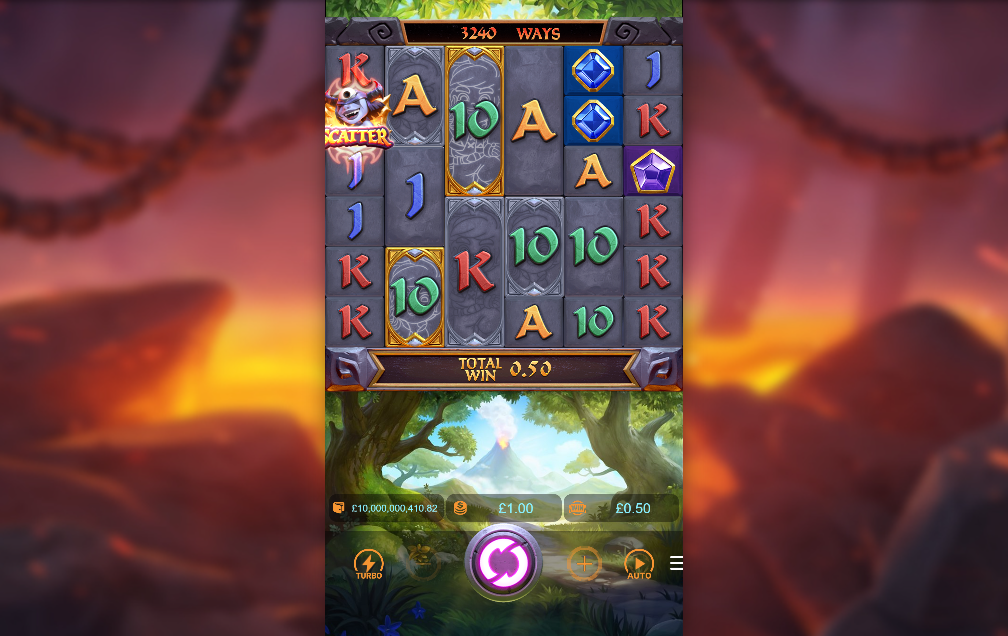 3240 WAYS
K A 10 A J
SCATTER K
J J A
J 10 10 K
K 10 K K
K A 10 K
TOTAL WIN 0.50
£10,000,000,410.82 £1.00 £0.50
WIN
TURBO AUTO